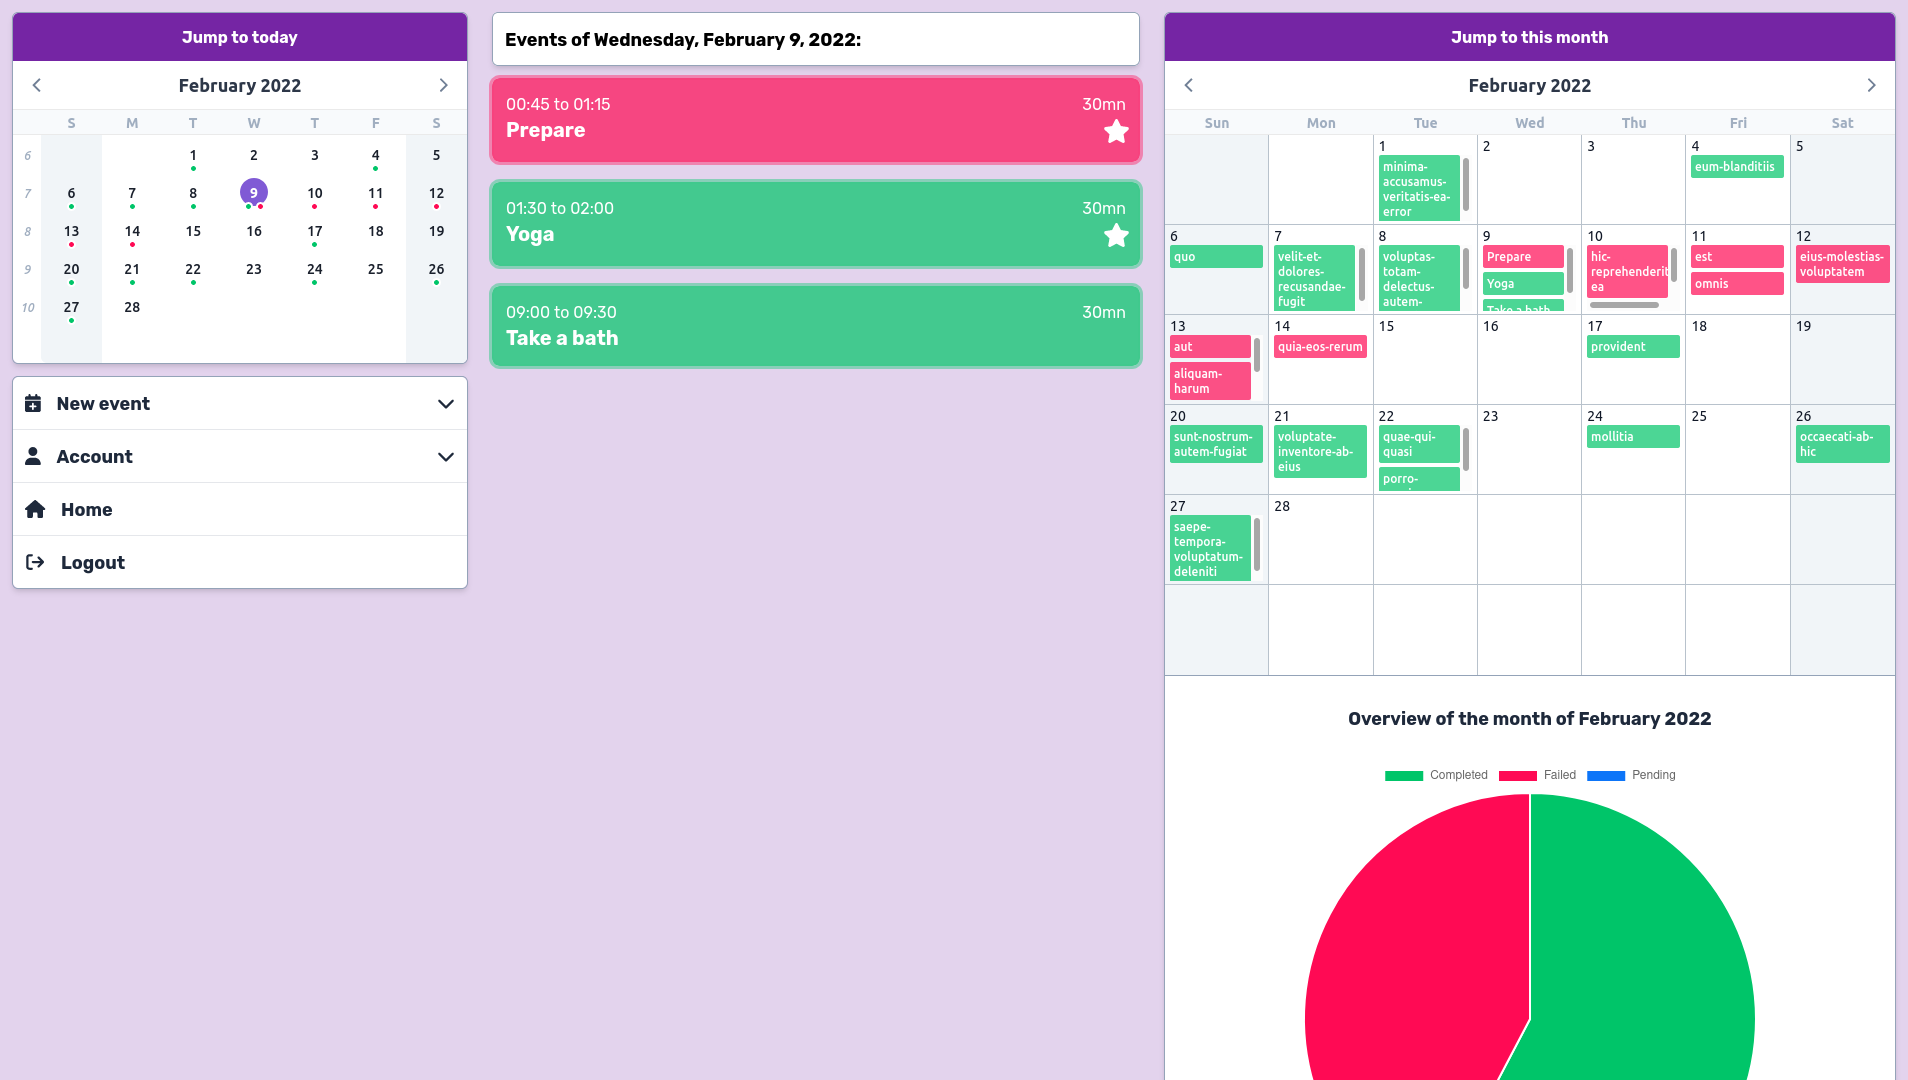 Jump to today
February 2022
S M T W T F S
6 1 2 3 4 5
7 6 7 8 9 10 11 12
8 13 14 15 16 17 18 19
9 20 21 22 23 24 25 26
10 27 28
New event
Account
Home
Logout
Events of Wednesday, February 9, 2022:
00:45 to 01:15 30mn
Prepare
01:30 to 02:00 30mn
Yoga
09:00 to 09:30 30mn
Take a bath
Jump to this month
February 2022
Sun Mon Tue Wed Thu Fri Sat
1
minima-
accusamus-
veritatis-ea-
error
2
3
4
eum-blanditiis
5
6
quo
7
velit-et-
dolores-
recusandae-
fugit
8
voluptas-
totam-
delectus-
autem-
9
Prepare
Yoga
Take a bath
10
hic-
reprehenderit
ea
11
est
omnis
12
eius-molestias-
voluptatem
13
aut
aliquam-
harum
14
quia-eos-rerum
15
16
17
provident
18
19
20
sunt-nostrum-
autem-fugiat
21
voluptate-
inventore-ab-
eius
22
quae-qui-
quasi
porro-
23
24
mollitia
25
26
occaecati-ab-
hic
27
saepe-
tempora-
voluptatum-
deleniti
28
Overview of the month of February 2022
Completed Failed Pending